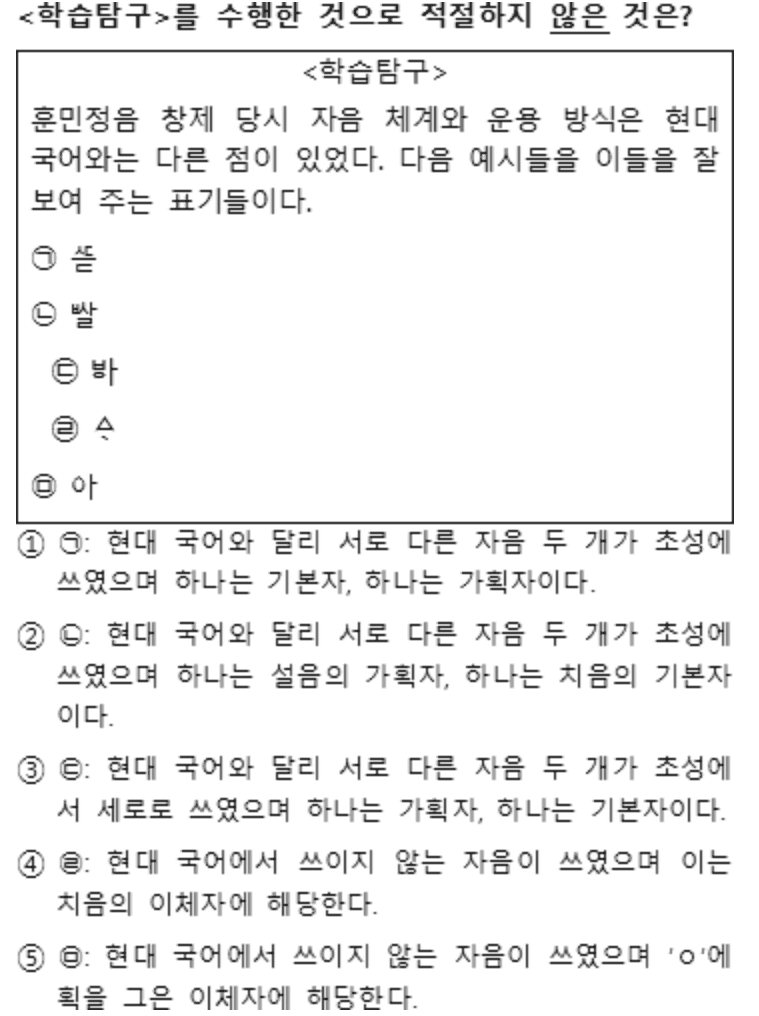 <학습탐구>를 수행한 것으로 적절하지 않은 것은?
<학습탐구>
훈민정음 창제 당시 자음 체계와 운용 방식은 현대
국어와는 다른 점이 있었다. 다음 예시들을 이들을 잘
보여 주는 표기들이다.
㉠ ᄠᅳᆮ
㉡ ᄡᆞᆯ
㉢ ᄫᅡ
㉣ ᅀᆞ
㉤ 아
① ㉠: 현대 국어와 달리 서로 다른 자음 두 개가 초성에
쓰였으며 하나는 기본자, 하나는 가획자이다.
② ㉡: 현대 국어와 달리 서로 다른 자음 두 개가 초성에
쓰였으며 하나는 설음의 가획자, 하나는 치음의 기본자
이다.
③ ㉢: 현대 국어와 달리 서로 다른 자음 두 개가 초성에
서 세로로 쓰였으며 하나는 가획자, 하나는 기본자이다.
④ ㉣: 현대 국어에서 쓰이지 않는 자음이 쓰였으며 이는
치음의 이체자에 해당한다.
⑤ ㉤: 현대 국어에서 쓰이지 않는 자음이 쓰였으며 'ㅇ'에
획을 그은 이체자에 해당한다.